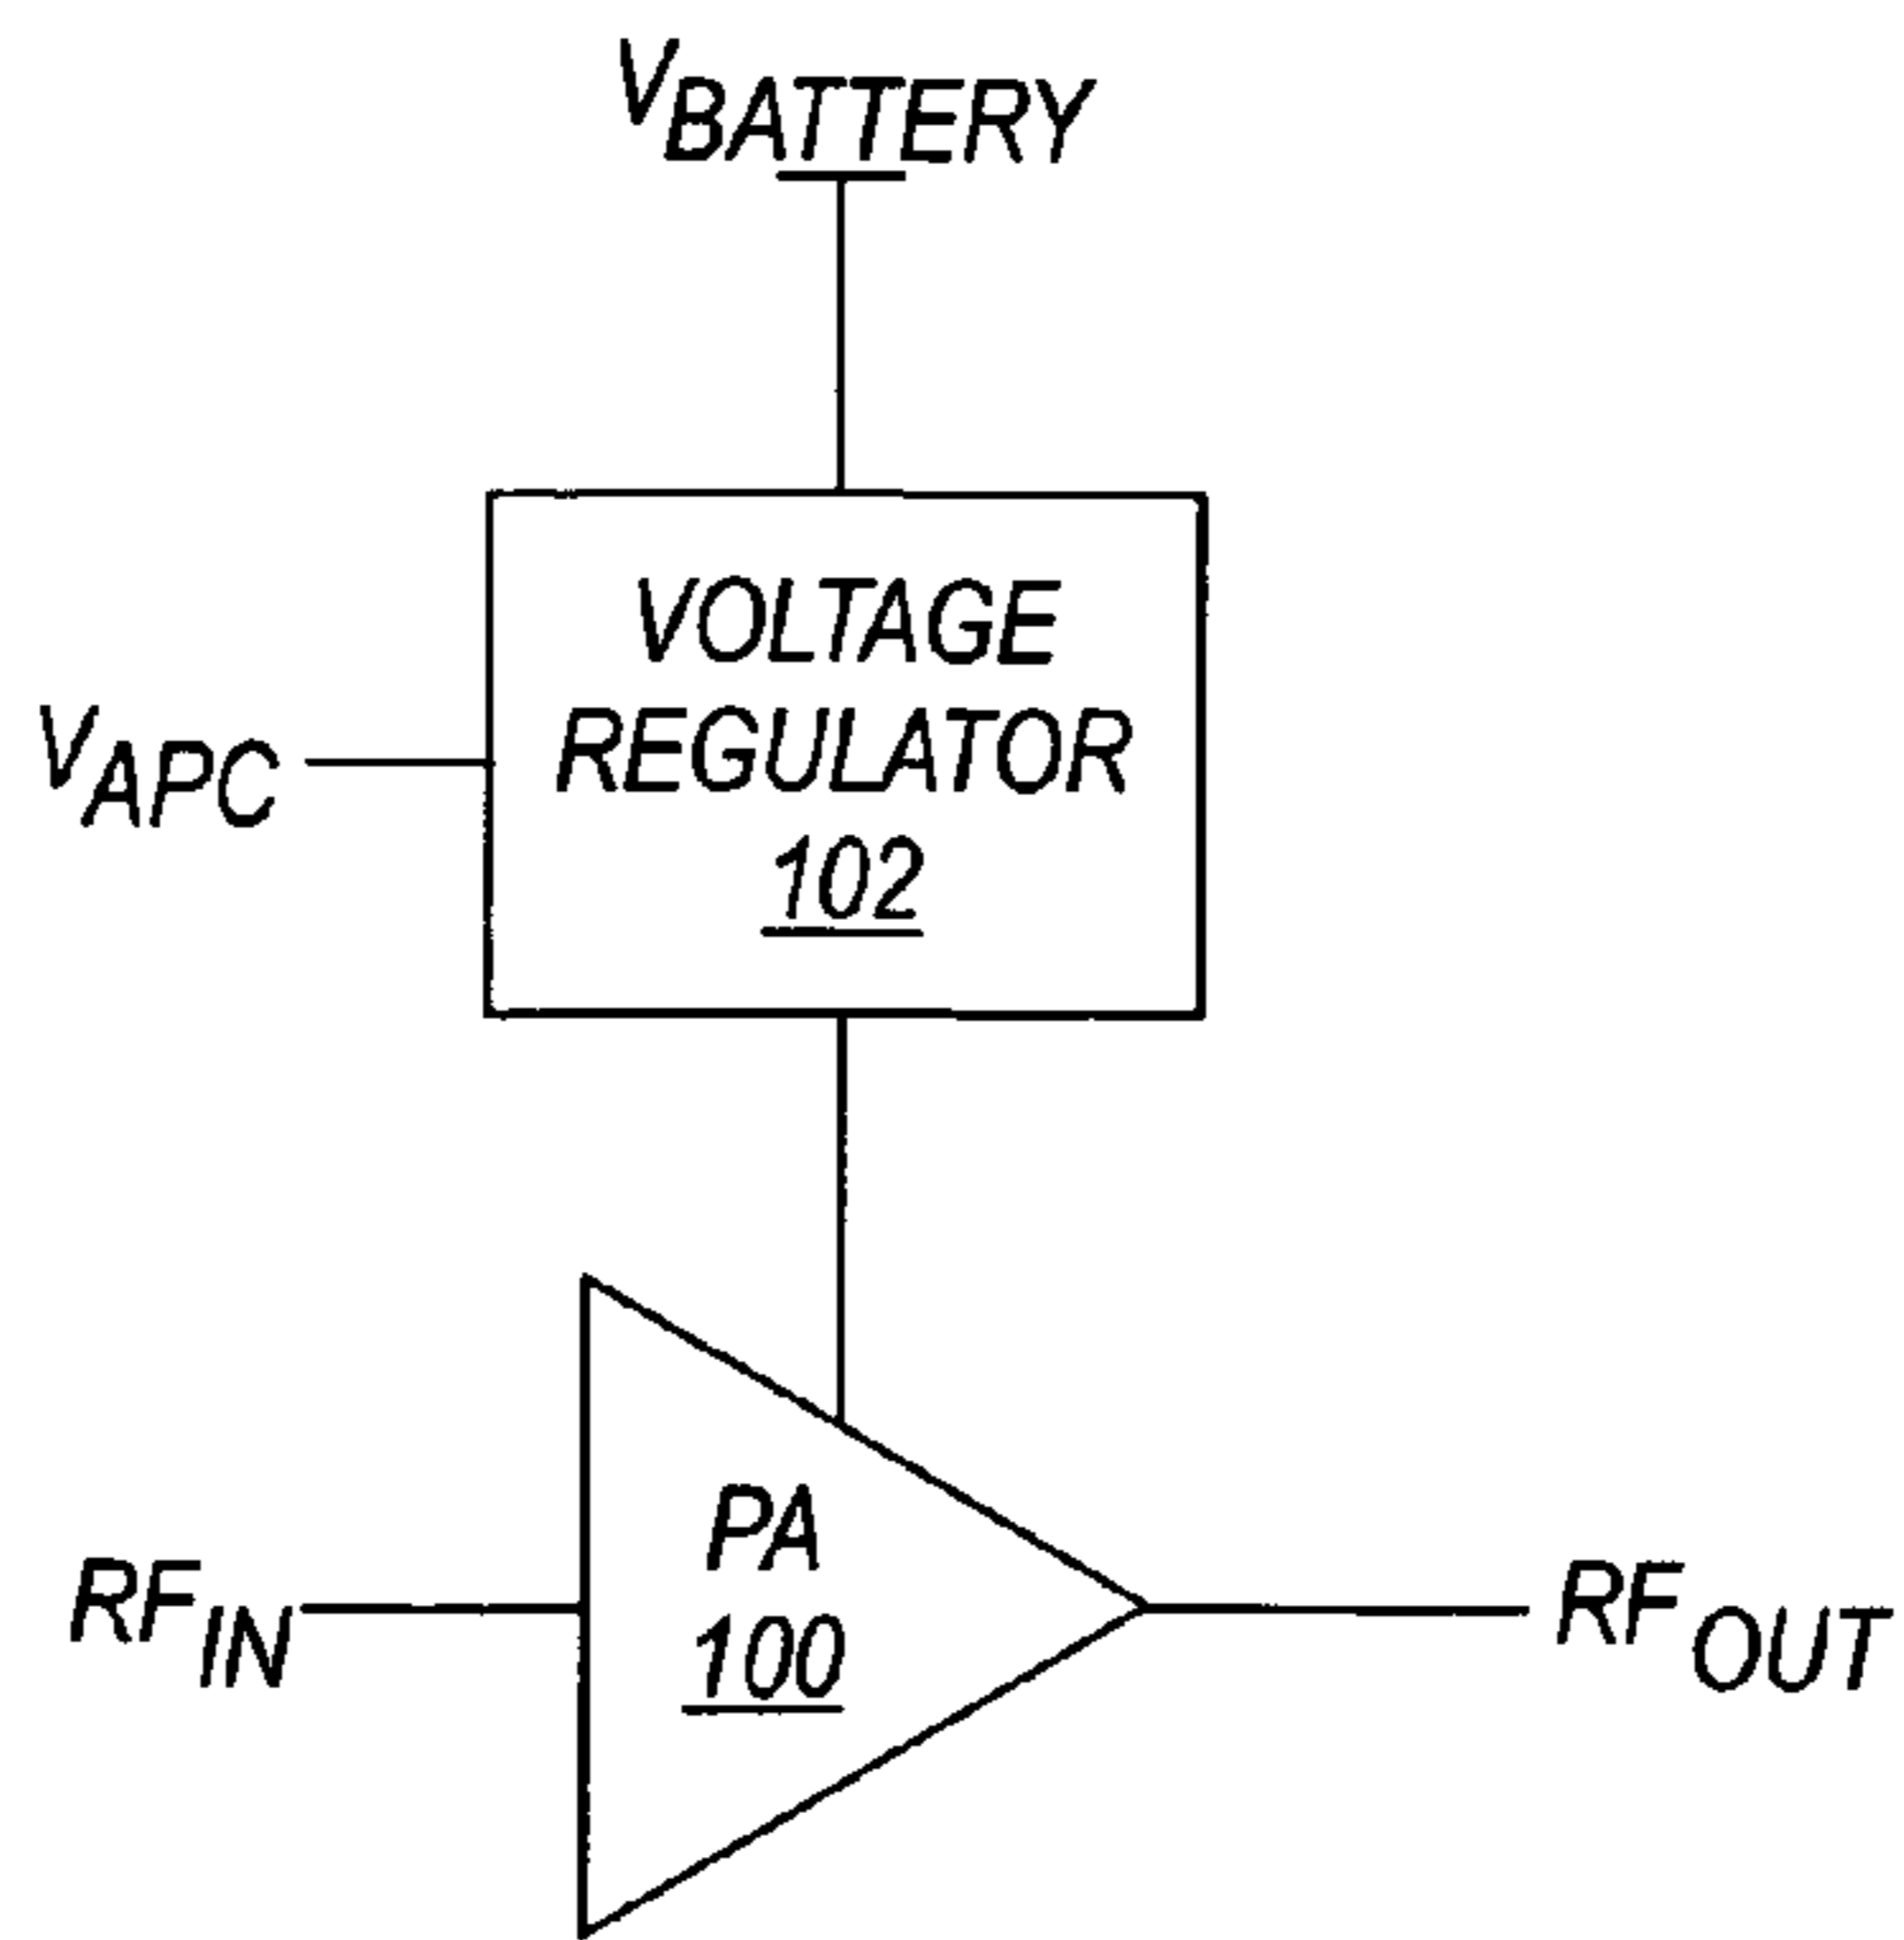 VBATTERY
VOLTAGE
REGULATOR
102
VAPC
PA
100
RFIN
RFOUT